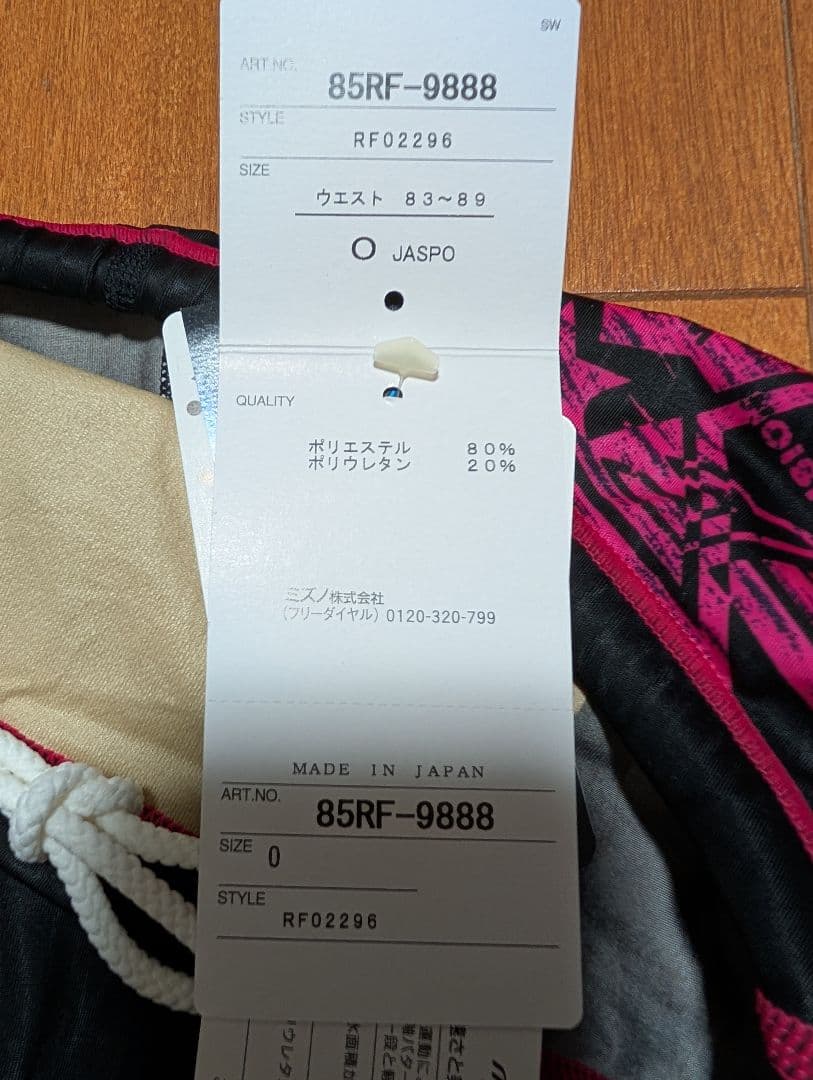 SW
ART NO.
85RF-9888
STYLE
RF02296
SIZE
ウエスト 83~89
O JASPO
QUALITY
ポリエステル 80%
ポリウレタン 20%
ミズノ株式会社
(フリーダイヤル) 0120-320-799
MADE IN JAPAN
ART.NO.
85RF-9888
SIZE 0
STYLE
RF02296